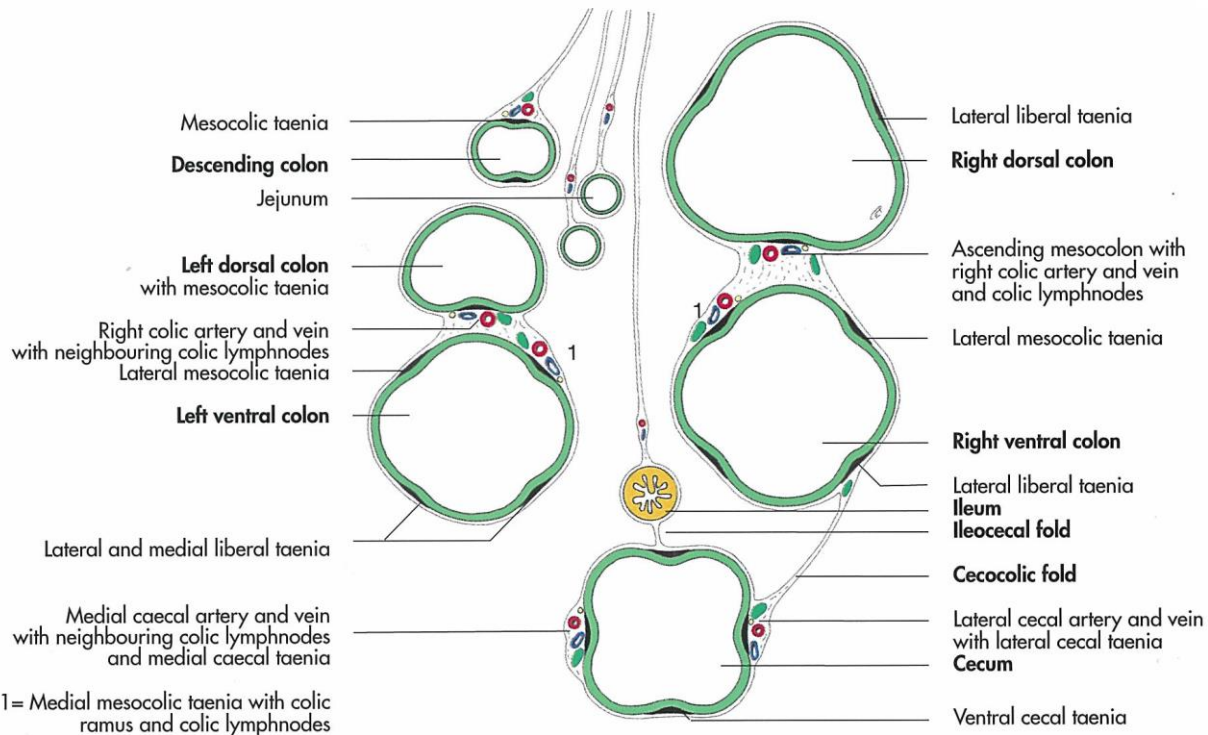 Mesocolic taenia
Descending colon
Jejunum
Left dorsal colon
with mesocolic taenia
Right colic artery and vein
with neighbouring colic lymphnodes
Lateral mesocolic taenia
Left ventral colon
Lateral and medial liberal taenia
Medial caecal artery and vein
with neighbouring colic lymphnodes
and medial caecal taenia
1= Medial mesocolic taenia with colic
ramus and colic lymphnodes
1
1
Lateral liberal taenia
Right dorsal colon
Ascending mesocolon with
right colic artery and vein
and colic lymphnodes
Lateral mesocolic taenia
Right ventral colon
Lateral liberal taenia
Ileum
Ileocecal fold
Cecocolic fold
Lateral cecal artery and vein
with lateral cecal taenia
Cecum
Ventral cecal taenia